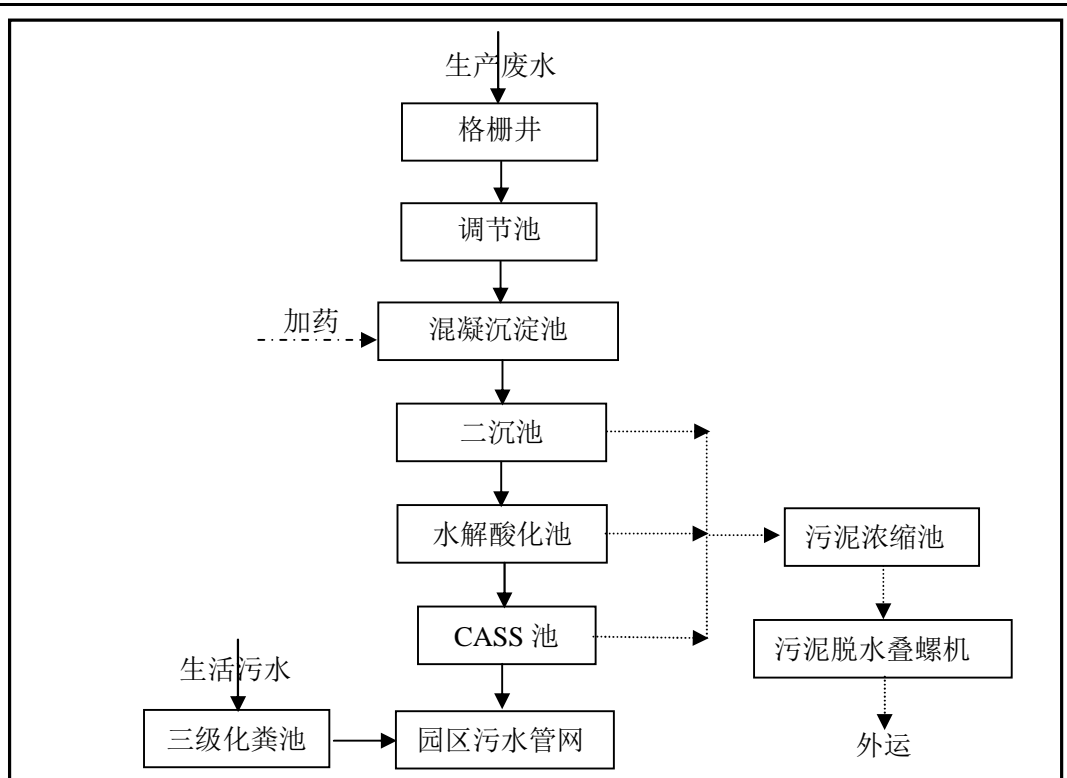 生产废水
格栅井
调节池
加药
混凝沉淀池
二沉池
水解酸化池
污泥浓缩池
CASS 池
污泥脱水叠螺机
生活污水
三级化粪池
园区污水管网
外运